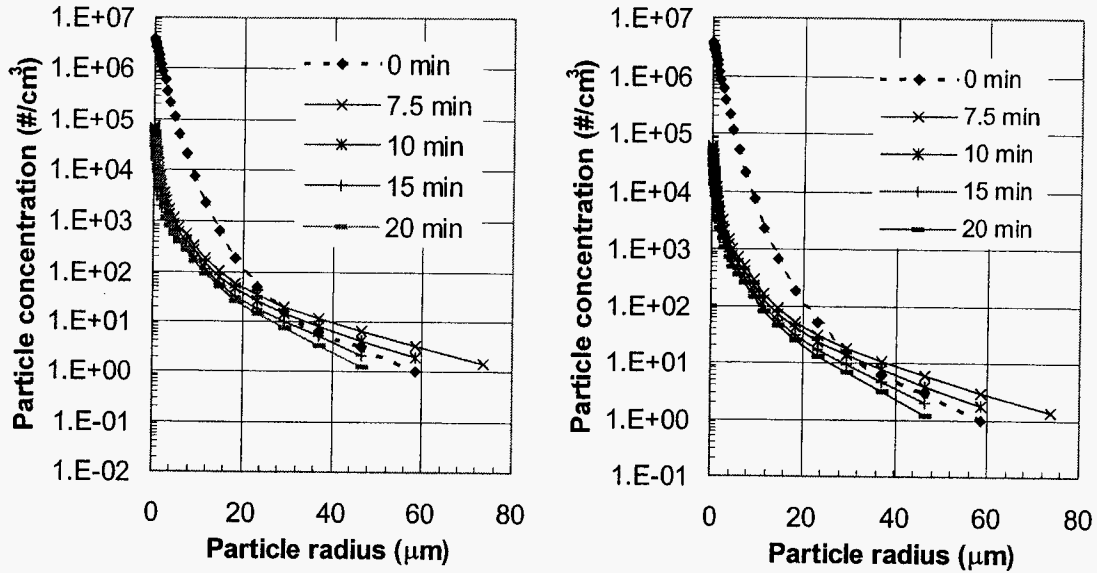 1.E+07
1.E+06
1.E+05
1.E+04
1.E+03
1.E+02
1.E+01
1.E+00
1.E-01
1.E-02
Particle concentration (#/cm³)
0 min
7.5 min
10 min
15 min
20 min
0 20 40 60 80
Particle radius (μm)
1.E+07
1.E+06
1.E+05
1.E+04
1.E+03
1.E+02
1.E+01
1.E+00
1.E-01
Particle concentration (#/cm³)
0 min
7.5 min
10 min
15 min
20 min
0 20 40 60 80
Particle radius (μm)